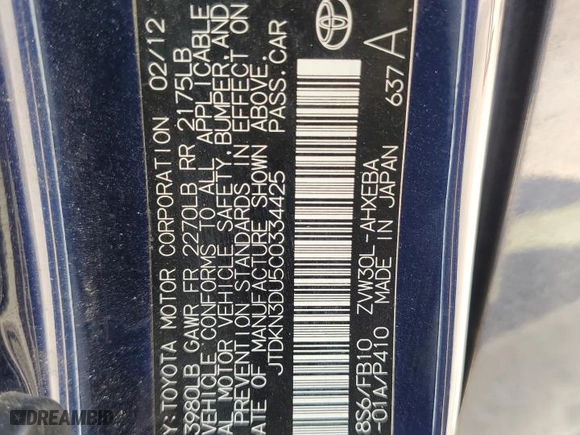 Y: TOYOTA MOTOR CORPORATION 02/12
3980LB GAWR FR 2270LB RR 2175LB
VEHICLE CONFORMS TO ALL APPLICABLE
AL MOTOR VEHICLE SAFETY, BUMPER, AND
PREVENTION STANDARDS IN EFFECT ON
ATE OF MANUFACTURE SHOWN ABOVE.
JTDKN3DU5C0334425 PASS. CAR
8S6/FB10 ZVW30L-AHXEBA
-01A/P410 MADE IN JAPAN
637 A
DREAMBID